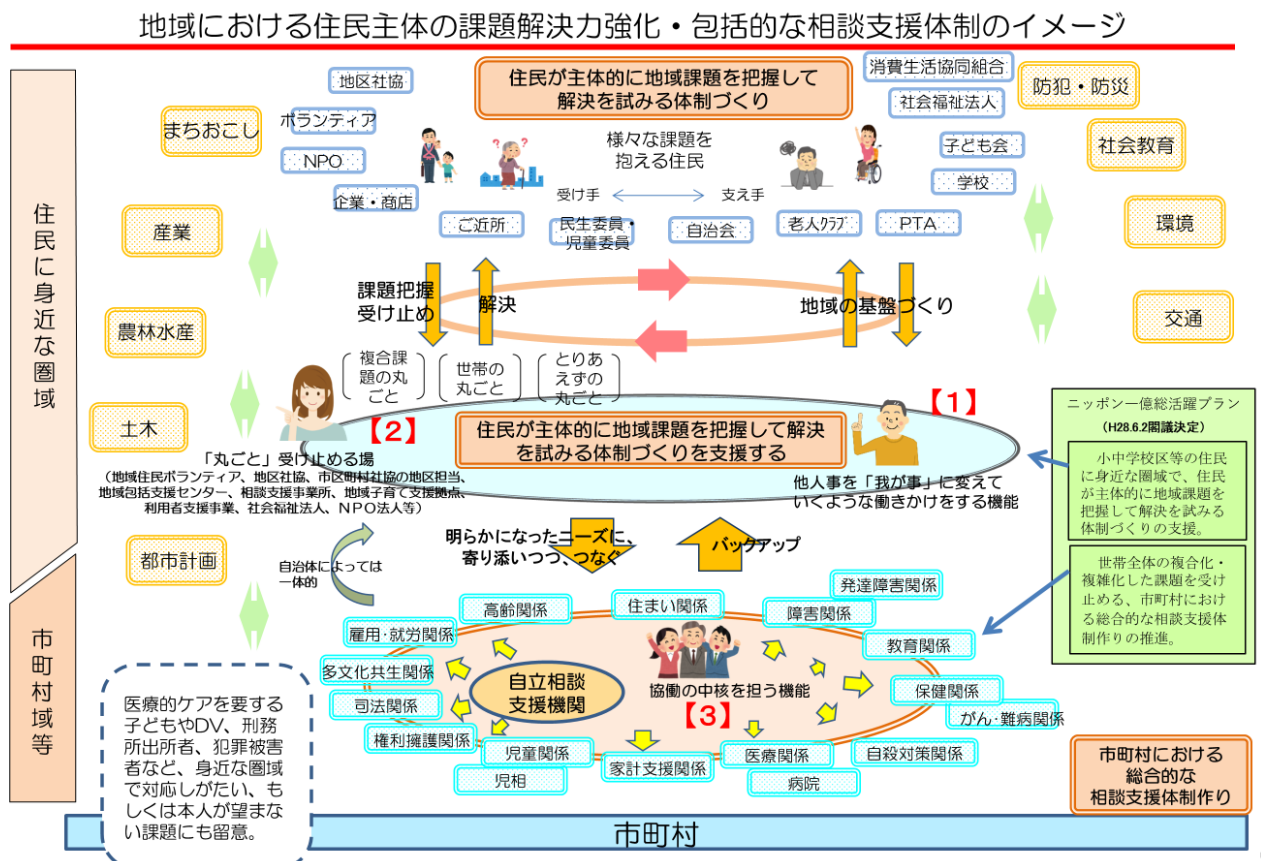 地域における住民主体の課題解決力強化・包括的な相談支援体制のイメージ
住民に身近な圏域
市町村域等
住民が主体的に地域課題を把握して
解決を試みる体制づくり
地区社協
ボランティア
NPO
企業・商店
ご近所
民生委員・
児童委員
自治会
老人クラブ
PTA
学校
子ども会
社会福祉法人
消費生活協同組合
様々な課題を
抱える住民
受け手
支え手
まちおこし
産業
農林水産
土木
都市計画
防犯・防災
社会教育
環境
交通
課題把握
受け止め
解決
地域の基盤づくり
複合課
題の丸
ごと
世帯の
丸ごと
とりあ
えずの
丸ごと
【1】
【2】
住民が主体的に地域課題を把握して解決
を試みる体制づくりを支援する
「丸ごと」受け止める場
（地域住民ボランティア、地区社協、市区町村社協の地区担当、
地域包括支援センター、相談支援事業所、地域子育て支援拠点、
利用者支援事業、社会福祉法人、NPO法人等）
他人事を「我が事」に変えて
いくような働きかけをする機能
ニッポン一億総活躍プラン
（H28.6.2閣議決定）
小中学校区等の住民
に身近な圏域で、住民
が主体的に地域課題を
把握して解決を試みる
体制づくりの支援。
世帯全体の複合化・
複雑化した課題を受け
止める、市町村におけ
る総合的な相談支援体
制作りの推進。
自治体によっては
一体的
明らかになったニーズに、
寄り添いつつ、つなぐ
バックアップ
高齢関係
住まい関係
障害関係
発達障害関係
雇用・就労関係
教育関係
多文化共生関係
保健関係
司法関係
がん・難病関係
権利擁護関係
自殺対策関係
児童関係
児相
家計支援関係
医療関係
病院
自立相談
支援機関
協働の中核を担う機能
【3】
医療的ケアを要する
子どもやDV、刑務
所出所者、犯罪被害
者など、身近な圏域
で対応しがたい、も
しくは本人が望まな
い課題にも留意。
市町村における
総合的な
相談支援体制作り
市町村